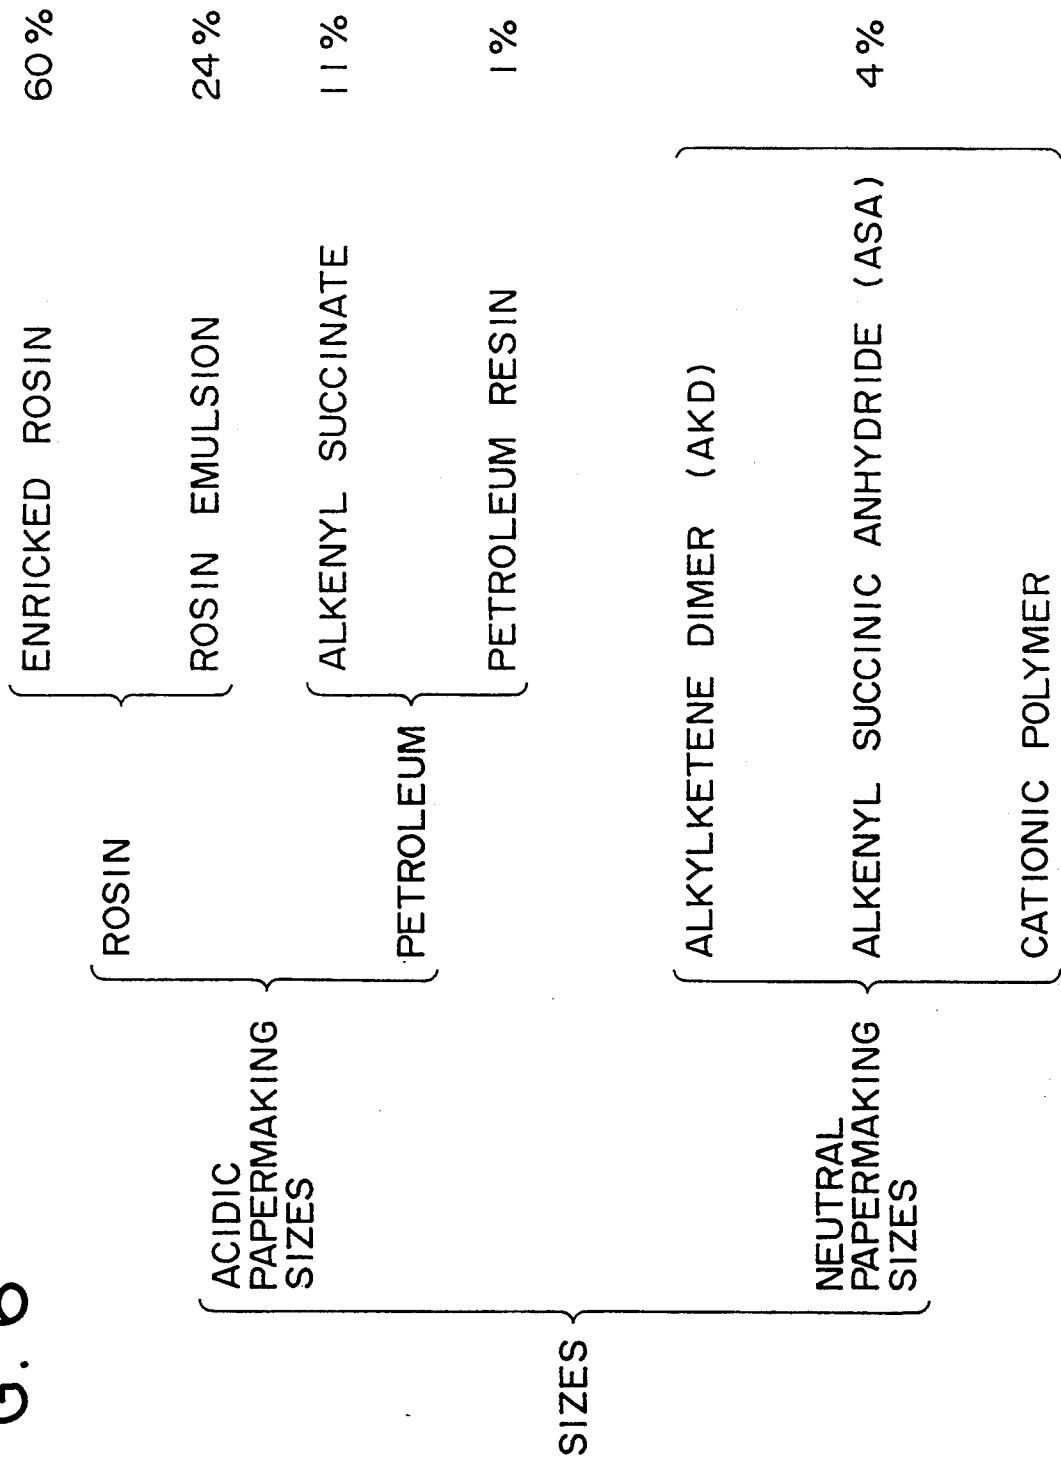 G. 6
SIZES
ACIDIC
PAPERMAKING
SIZES
ROSIN
ENRICKED ROSIN 60%
ROSIN EMULSION 24%
PETROLEUM
ALKENYL SUCCINATE 11%
PETROLEUM RESIN 1%
NEUTRAL
PAPERMAKING
SIZES
ALKYLKETENE DIMER (AKD)
ALKENYL SUCCINIC ANHYDRIDE (ASA) 4%
CATIONIC POLYMER